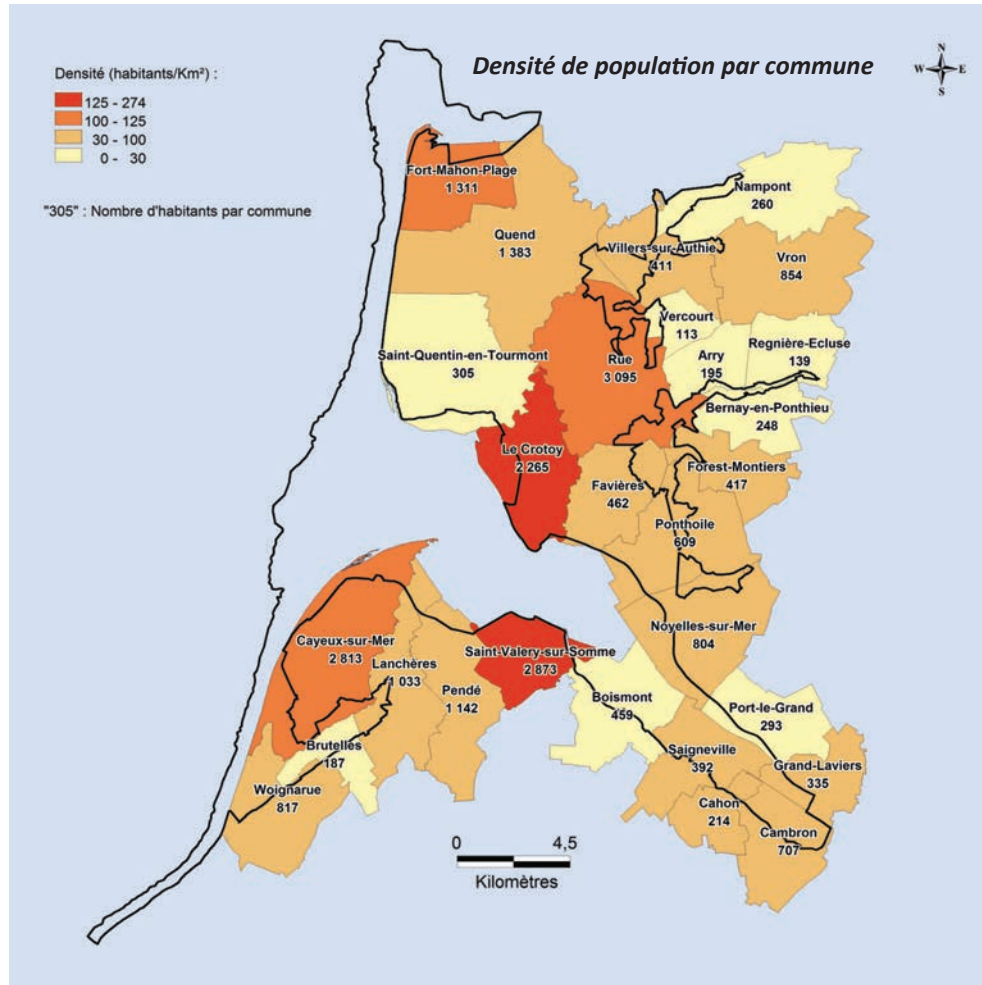 Densité de population par commune
N
W E
S
Densité (habitants/Km²) :
125 - 274
100 - 125
30 - 100
0 - 30
"305" : Nombre d'habitants par commune
Fort-Mahon-Plage
1 311
Nampont
260
Quend
1 383
Villers-sur-Authie
411
Vron
854
Vercourt
113
Saint-Quentin-en-Tourmont
305
Rue
3 095
Arry
195
Regnière-Ecluse
139
Bernay-en-Ponthieu
248
Le Crotoy
2 265
Favières
462
Forest-Montiers
417
Ponthoile
609
Cayeux-sur-Mer
2 813
Lanchères
1 033
Pendé
1 142
Saint-Valery-sur-Somme
2 873
Noyelles-sur-Mer
804
Boismont
459
Port-le-Grand
293
Brutelles
187
Woignarue
817
Saigneville
392
Grand-Laviers
335
Cahon
214
Cambron
707
0 4,5
Kilomètres